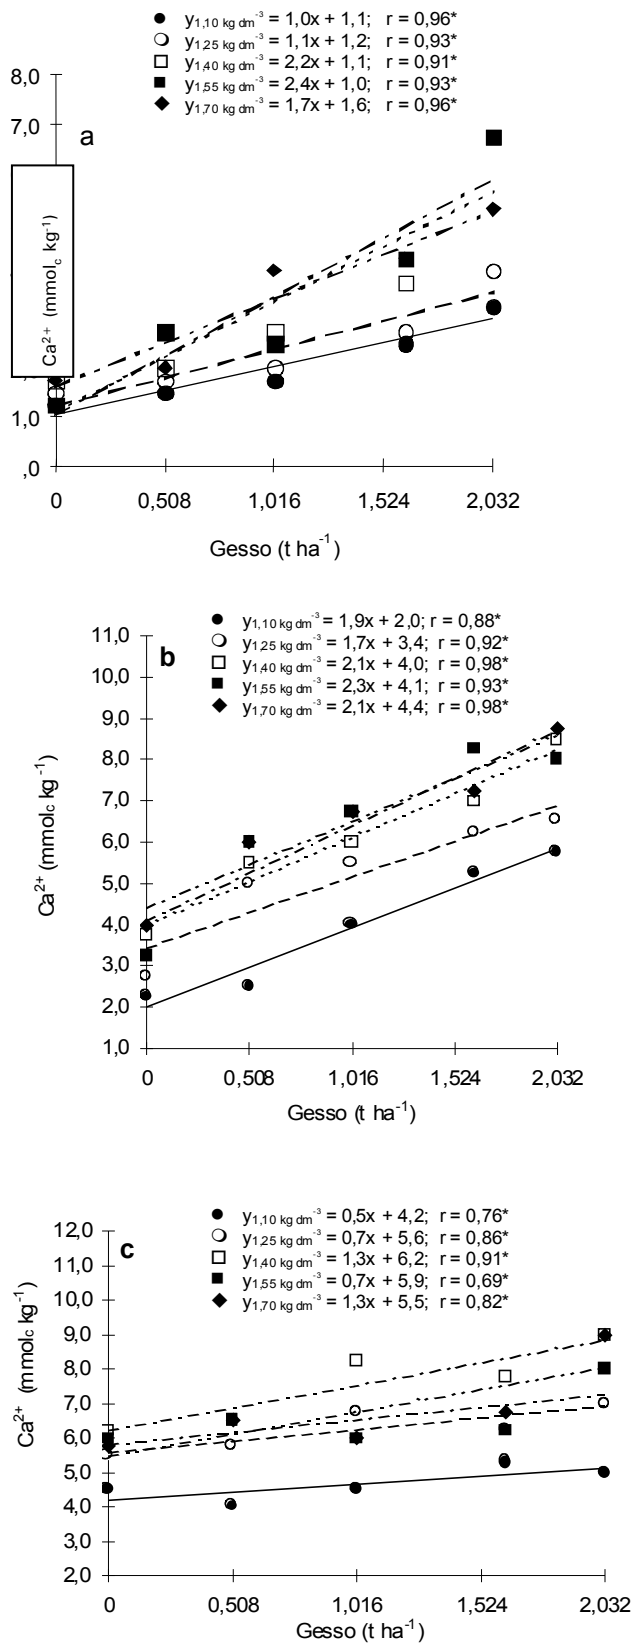 y1,10 kg dm-3 = 1,0x + 1,1; r = 0,96*
y1,25 kg dm-3 = 1,1x + 1,2; r = 0,93*
y1,40 kg dm-3 = 2,2x + 1,1; r = 0,91*
y1,55 kg dm-3 = 2,4x + 1,0; r = 0,93*
y1,70 kg dm-3 = 1,7x + 1,6; r = 0,96*
8,0
7,0
a
Ca2+ (mmolc kg-1)
1,0
,0
0 0,508 1,016 1,524 2,032
Gesso (t ha-1)
y1,10 kg dm-3 = 1,9x + 2,0; r = 0,88*
y1,25 kg dm-3 = 1,7x + 3,4; r = 0,92*
y1,40 kg dm-3 = 2,1x + 4,0; r = 0,98*
y1,55 kg dm-3 = 2,3x + 4,1; r = 0,93*
y1,70 kg dm-3 = 2,1x + 4,4; r = 0,98*
b
11,0
10,0
9,0
8,0
7,0
6,0
5,0
4,0
3,0
2,0
1,0
Ca2+ (mmolc kg-1)
0 0,508 1,016 1,524 2,032
Gesso (t ha-1)
y1,10 kg dm-3 = 0,5x + 4,2; r = 0,76*
y1,25 kg dm-3 = 0,7x + 5,6; r = 0,86*
y1,40 kg dm-3 = 1,3x + 6,2; r = 0,91*
y1,55 kg dm-3 = 0,7x + 5,9; r = 0,69*
y1,70 kg dm-3 = 1,3x + 5,5; r = 0,82*
c
12,0
11,0
10,0
9,0
8,0
7,0
6,0
5,0
4,0
3,0
2,0
Ca2+ (mmolc kg-1)
0 0,508 1,016 1,524 2,032
Gesso (t ha-1)